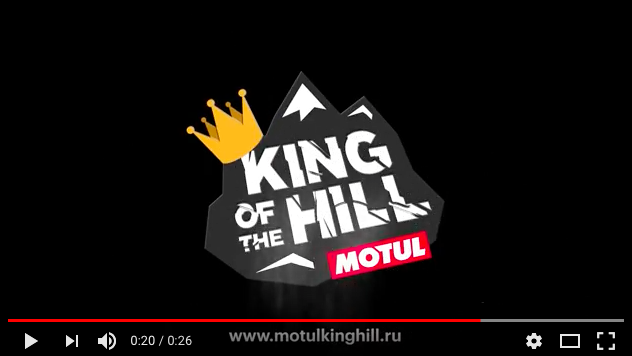 KING
OF THE HILL
MOTUL
www.motulkinghill.ru
0:20 / 0:26